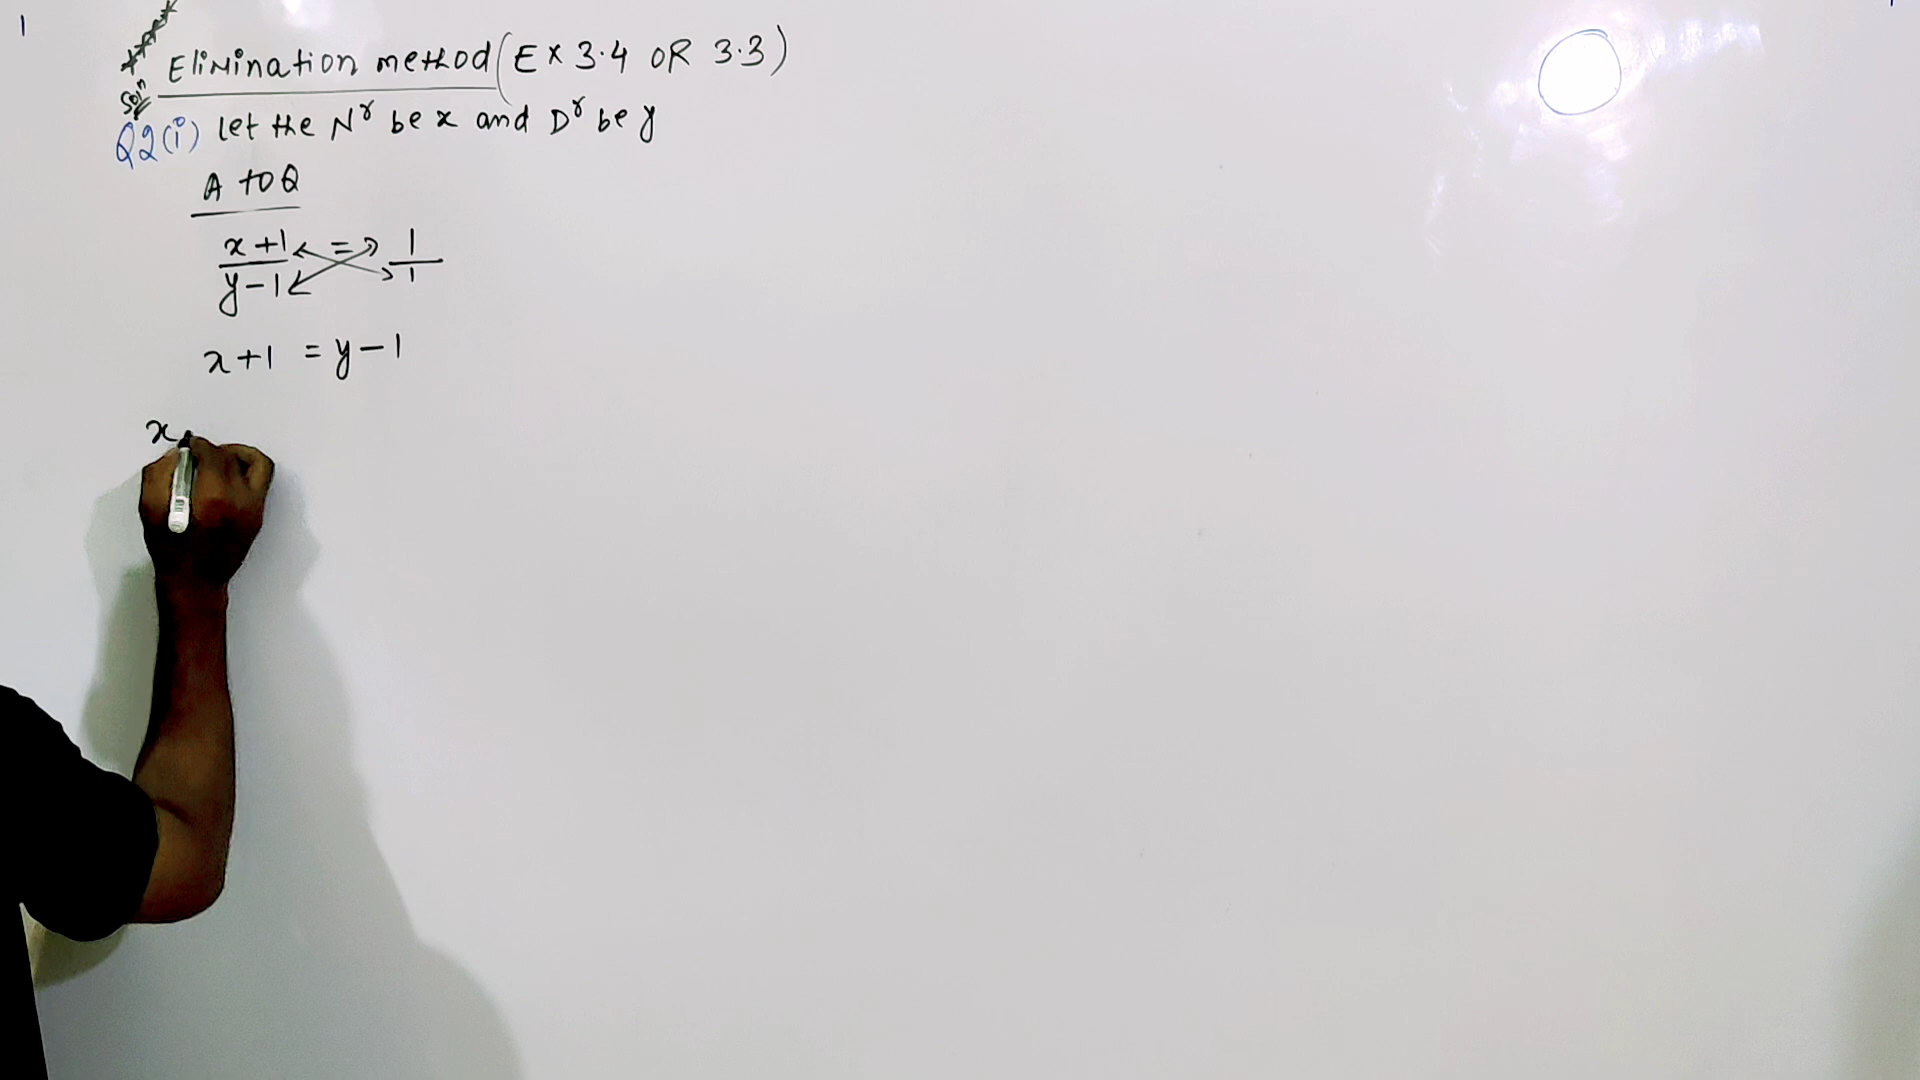 Elimination method (Ex 3.4 OR 3.3)
Soln
Q2(i) let the Nr be x and Dr be y
A to Q
x+1 = 1
y-1 1
x+1 = y-1
x